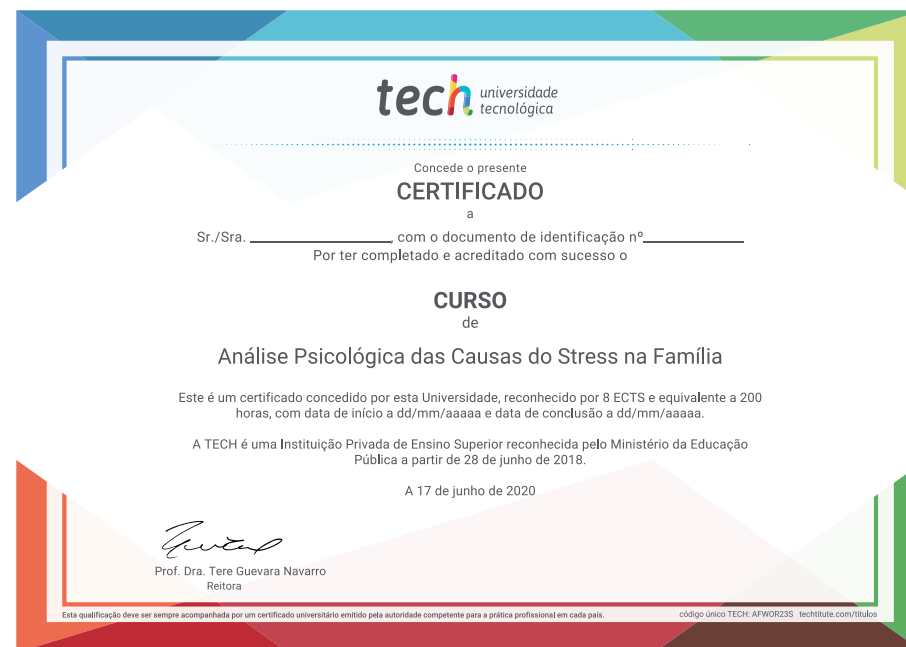 tech universidade
tecnológica
Concede o presente
CERTIFICADO
a
Sr./Sra. ____________, com o documento de identificação nº____________
Por ter completado e acreditado com sucesso o
CURSO
de
Análise Psicológica das Causas do Stress na Família
Este é um certificado concedido por esta Universidade, reconhecido por 8 ECTS e equivalente a 200
horas, com data de início a dd/mm/aaaaa e data de conclusão a dd/mm/aaaaa.
A TECH é uma Instituição Privada de Ensino Superior reconhecida pelo Ministério da Educação
Pública a partir de 28 de junho de 2018.
A 17 de junho de 2020
Prof. Dra. Tere Guevara Navarro
Reitora
Esta qualificação deve ser sempre acompanhada por um certificado universitário emitido pela autoridade competente para a prática profissional em cada país. código único TECH: AFWOR23S techtitute.com/titulos